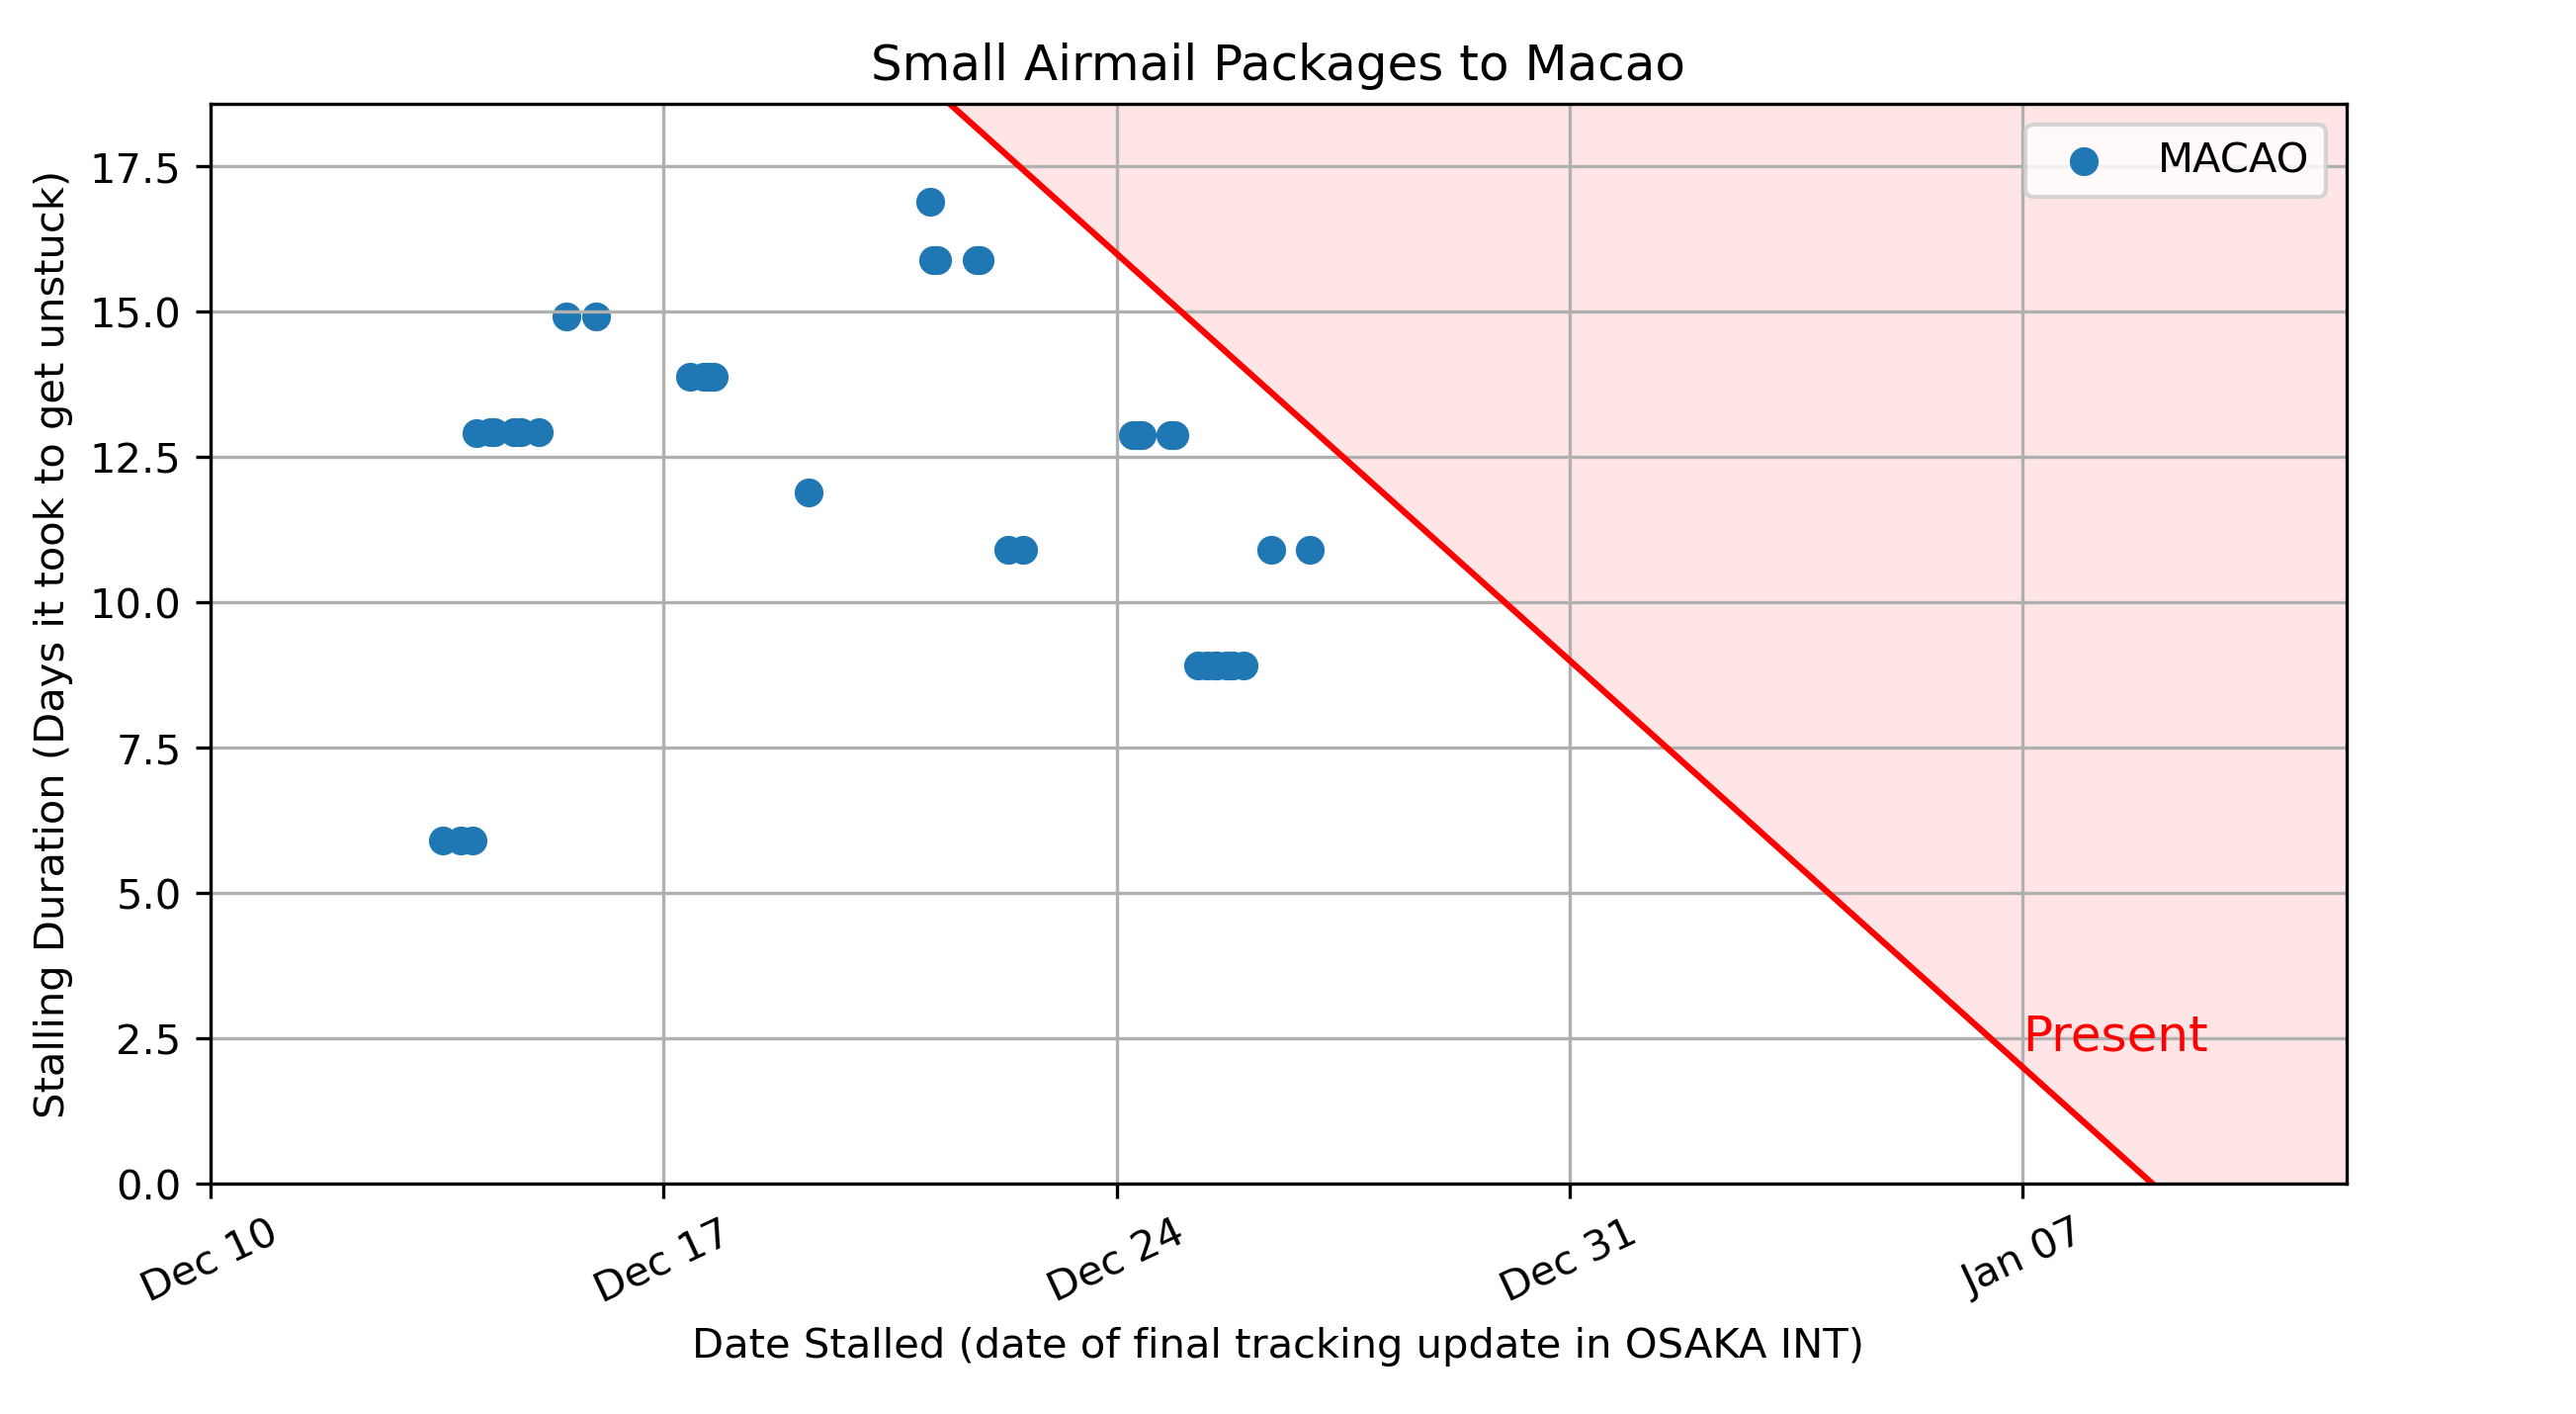 Small Airmail Packages to Macao
MACAO
Stalling Duration (Days it took to get unstuck)
17.5
15.0
12.5
10.0
7.5
5.0
2.5
0.0
Present
Dec 10
Dec 17
Dec 24
Dec 31
Jan 07
Date Stalled (date of final tracking update in OSAKA INT)